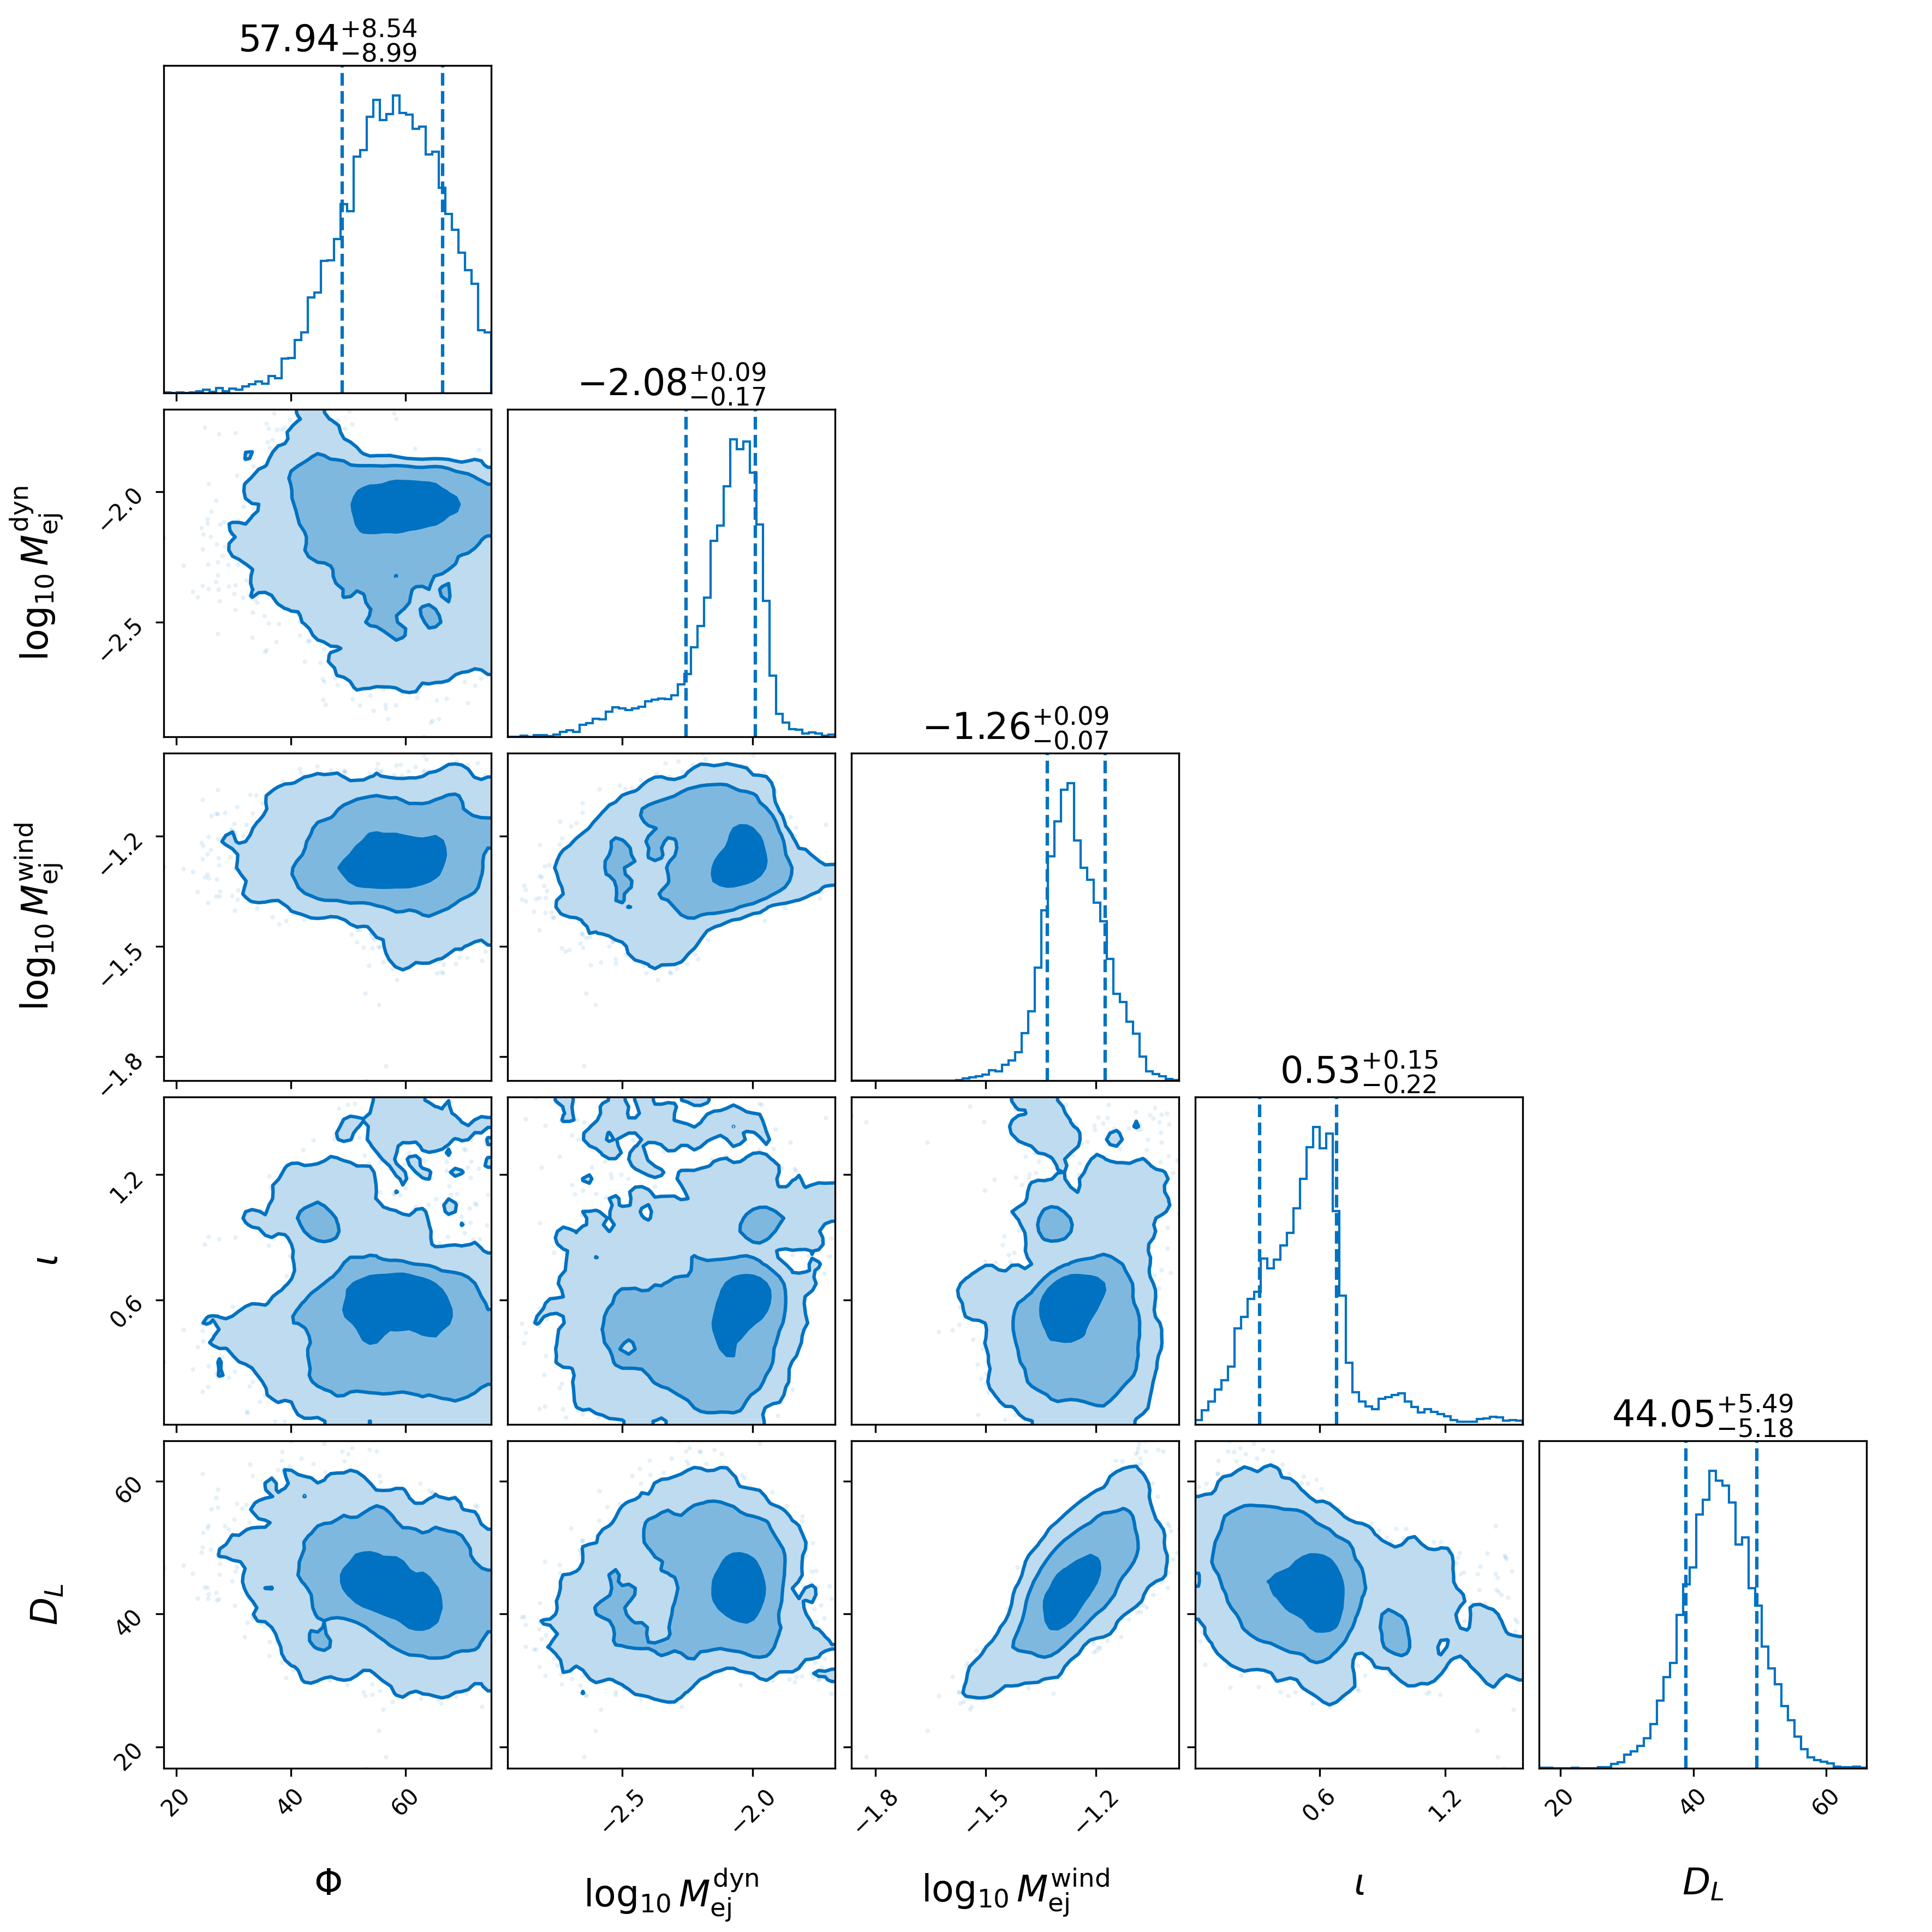 57.94 +8.54 −8.99
−2.08 +0.09 −0.17
log10 M ej dyn
−2.0
−2.5
−1.26 +0.09 −0.07
log10 M ej wind
−1.2
−1.5
−1.8
0.53 +0.15 −0.22
ι
1.2
0.6
44.05 +5.49 −5.18
D_L
60
40
20
20 40 60 −2.5 −2.0 −1.8 −1.5 −1.2 0.6 1.2 20 40 60
Φ log10 M ej dyn log10 M ej wind ι D_L